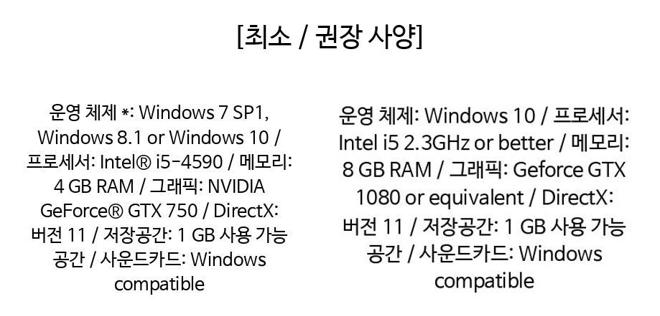 [최소 / 권장 사양]
운영 체제 *: Windows 7 SP1,
Windows 8.1 or Windows 10 /
프로세서: Intel® i5-4590 / 메모리:
4 GB RAM / 그래픽: NVIDIA
GeForce® GTX 750 / DirectX:
버전 11 / 저장공간: 1 GB 사용 가능
공간 / 사운드카드: Windows
compatible
운영 체제: Windows 10 / 프로세서:
Intel i5 2.3GHz or better / 메모리:
8 GB RAM / 그래픽: Geforce GTX
1080 or equivalent / DirectX:
버전 11 / 저장공간: 1 GB 사용 가능
공간 / 사운드카드: Windows
compatible